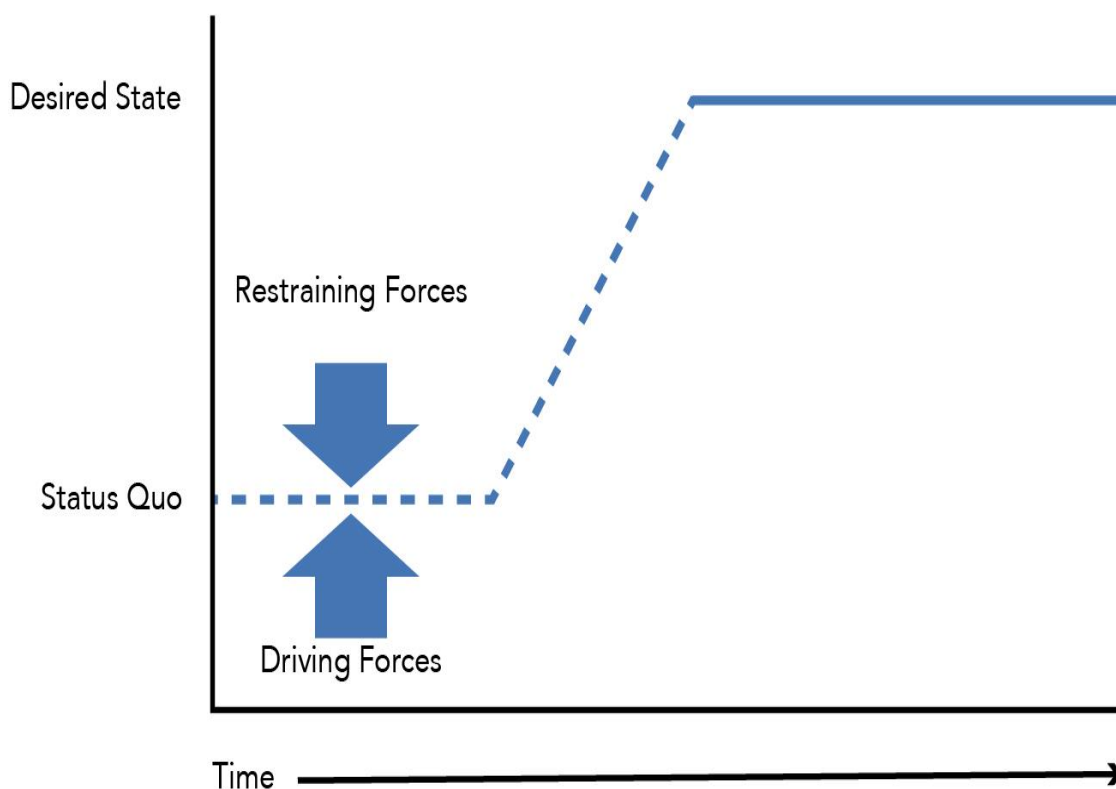 Desired State
Restraining Forces
Status Quo
Driving Forces
Time